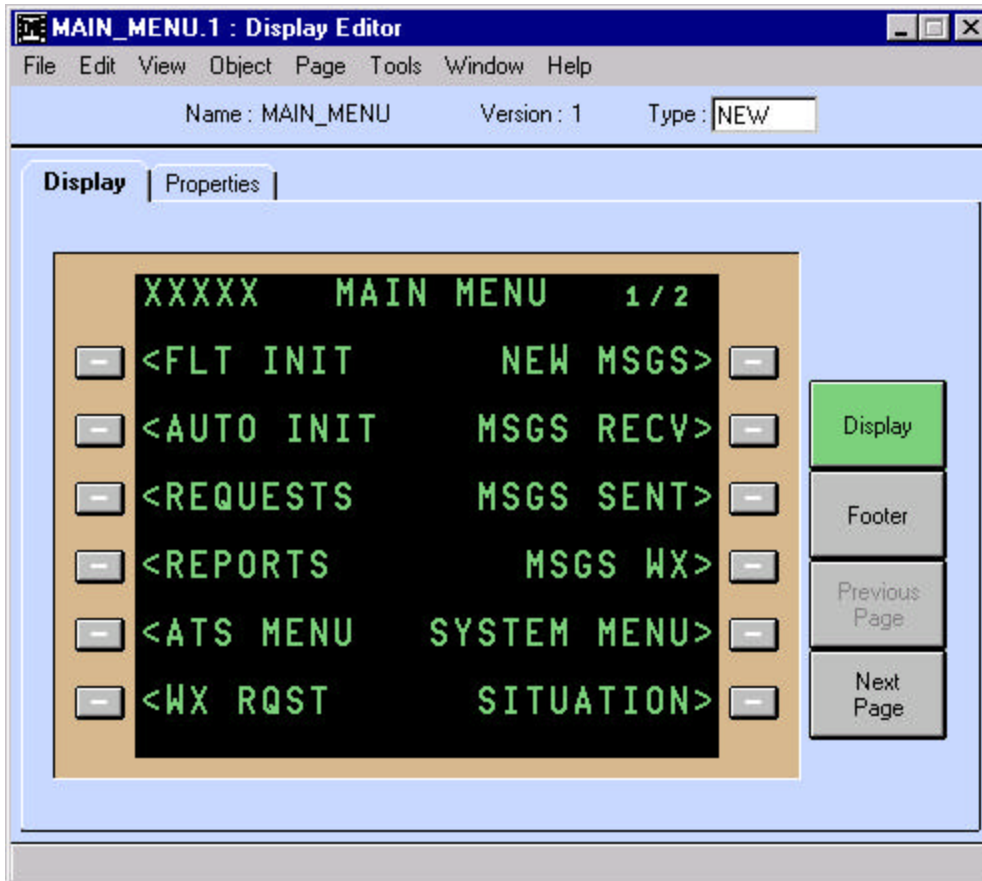 MAIN_MENU.1 : Display Editor
File Edit View Object Page Tools Window Help
Name : MAIN_MENU Version : 1 Type : NEW
Display Properties
XXXXX MAIN MENU 1/2
<FLT INIT NEW MSGS>
<AUTO INIT MSGS RECV>
<REQUESTS MSGS SENT>
<REPORTS MSGS WX>
<ATS MENU SYSTEM MENU>
<WX RQST SITUATION>
Display
Footer
Previous
Page
Next
Page